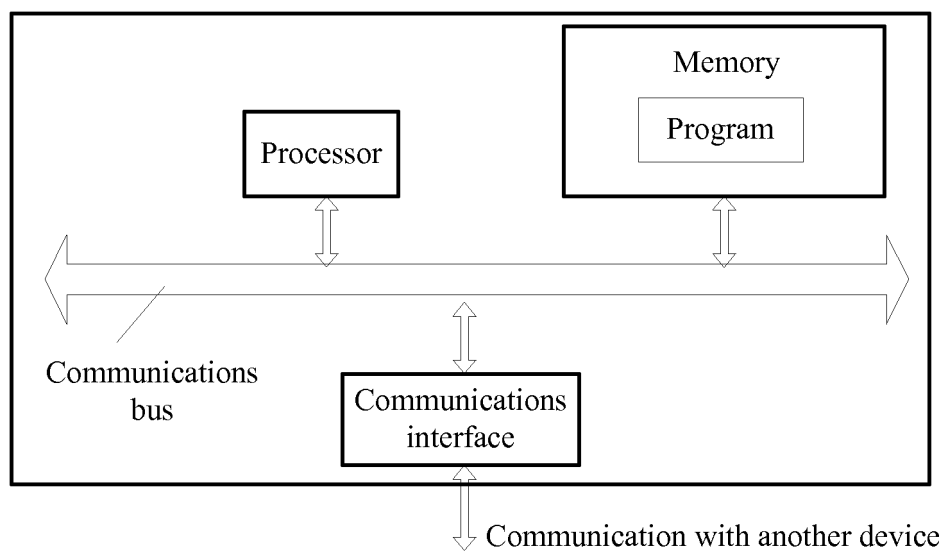 Memory
Program
Processor
Communications
bus
Communications
interface
Communication with another device